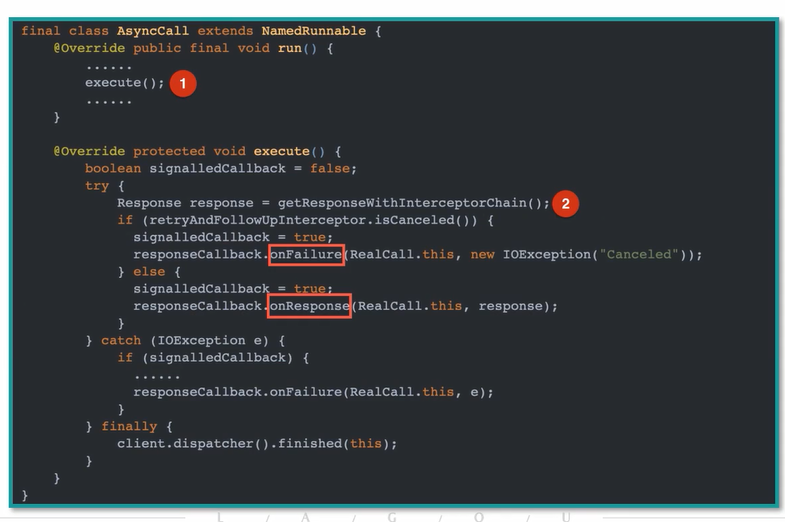 final class AsyncCall extends NamedRunnable {
@Override public final void run() {
......
execute(); 1
......
}
@Override protected void execute() {
boolean signalledCallback = false;
try {
Response response = getResponseWithInterceptorChain(); 2
if (retryAndFollowUpInterceptor.isCanceled()) {
signalledCallback = true;
responseCallback.onFailure(RealCall.this, new IOException("Canceled"));
} else {
signalledCallback = true;
responseCallback.onResponse(RealCall.this, response);
}
} catch (IOException e) {
if (signalledCallback) {
......
responseCallback.onFailure(RealCall.this, e);
}
} finally {
client.dispatcher().finished(this);
}
}
}
L / A / G / O / U